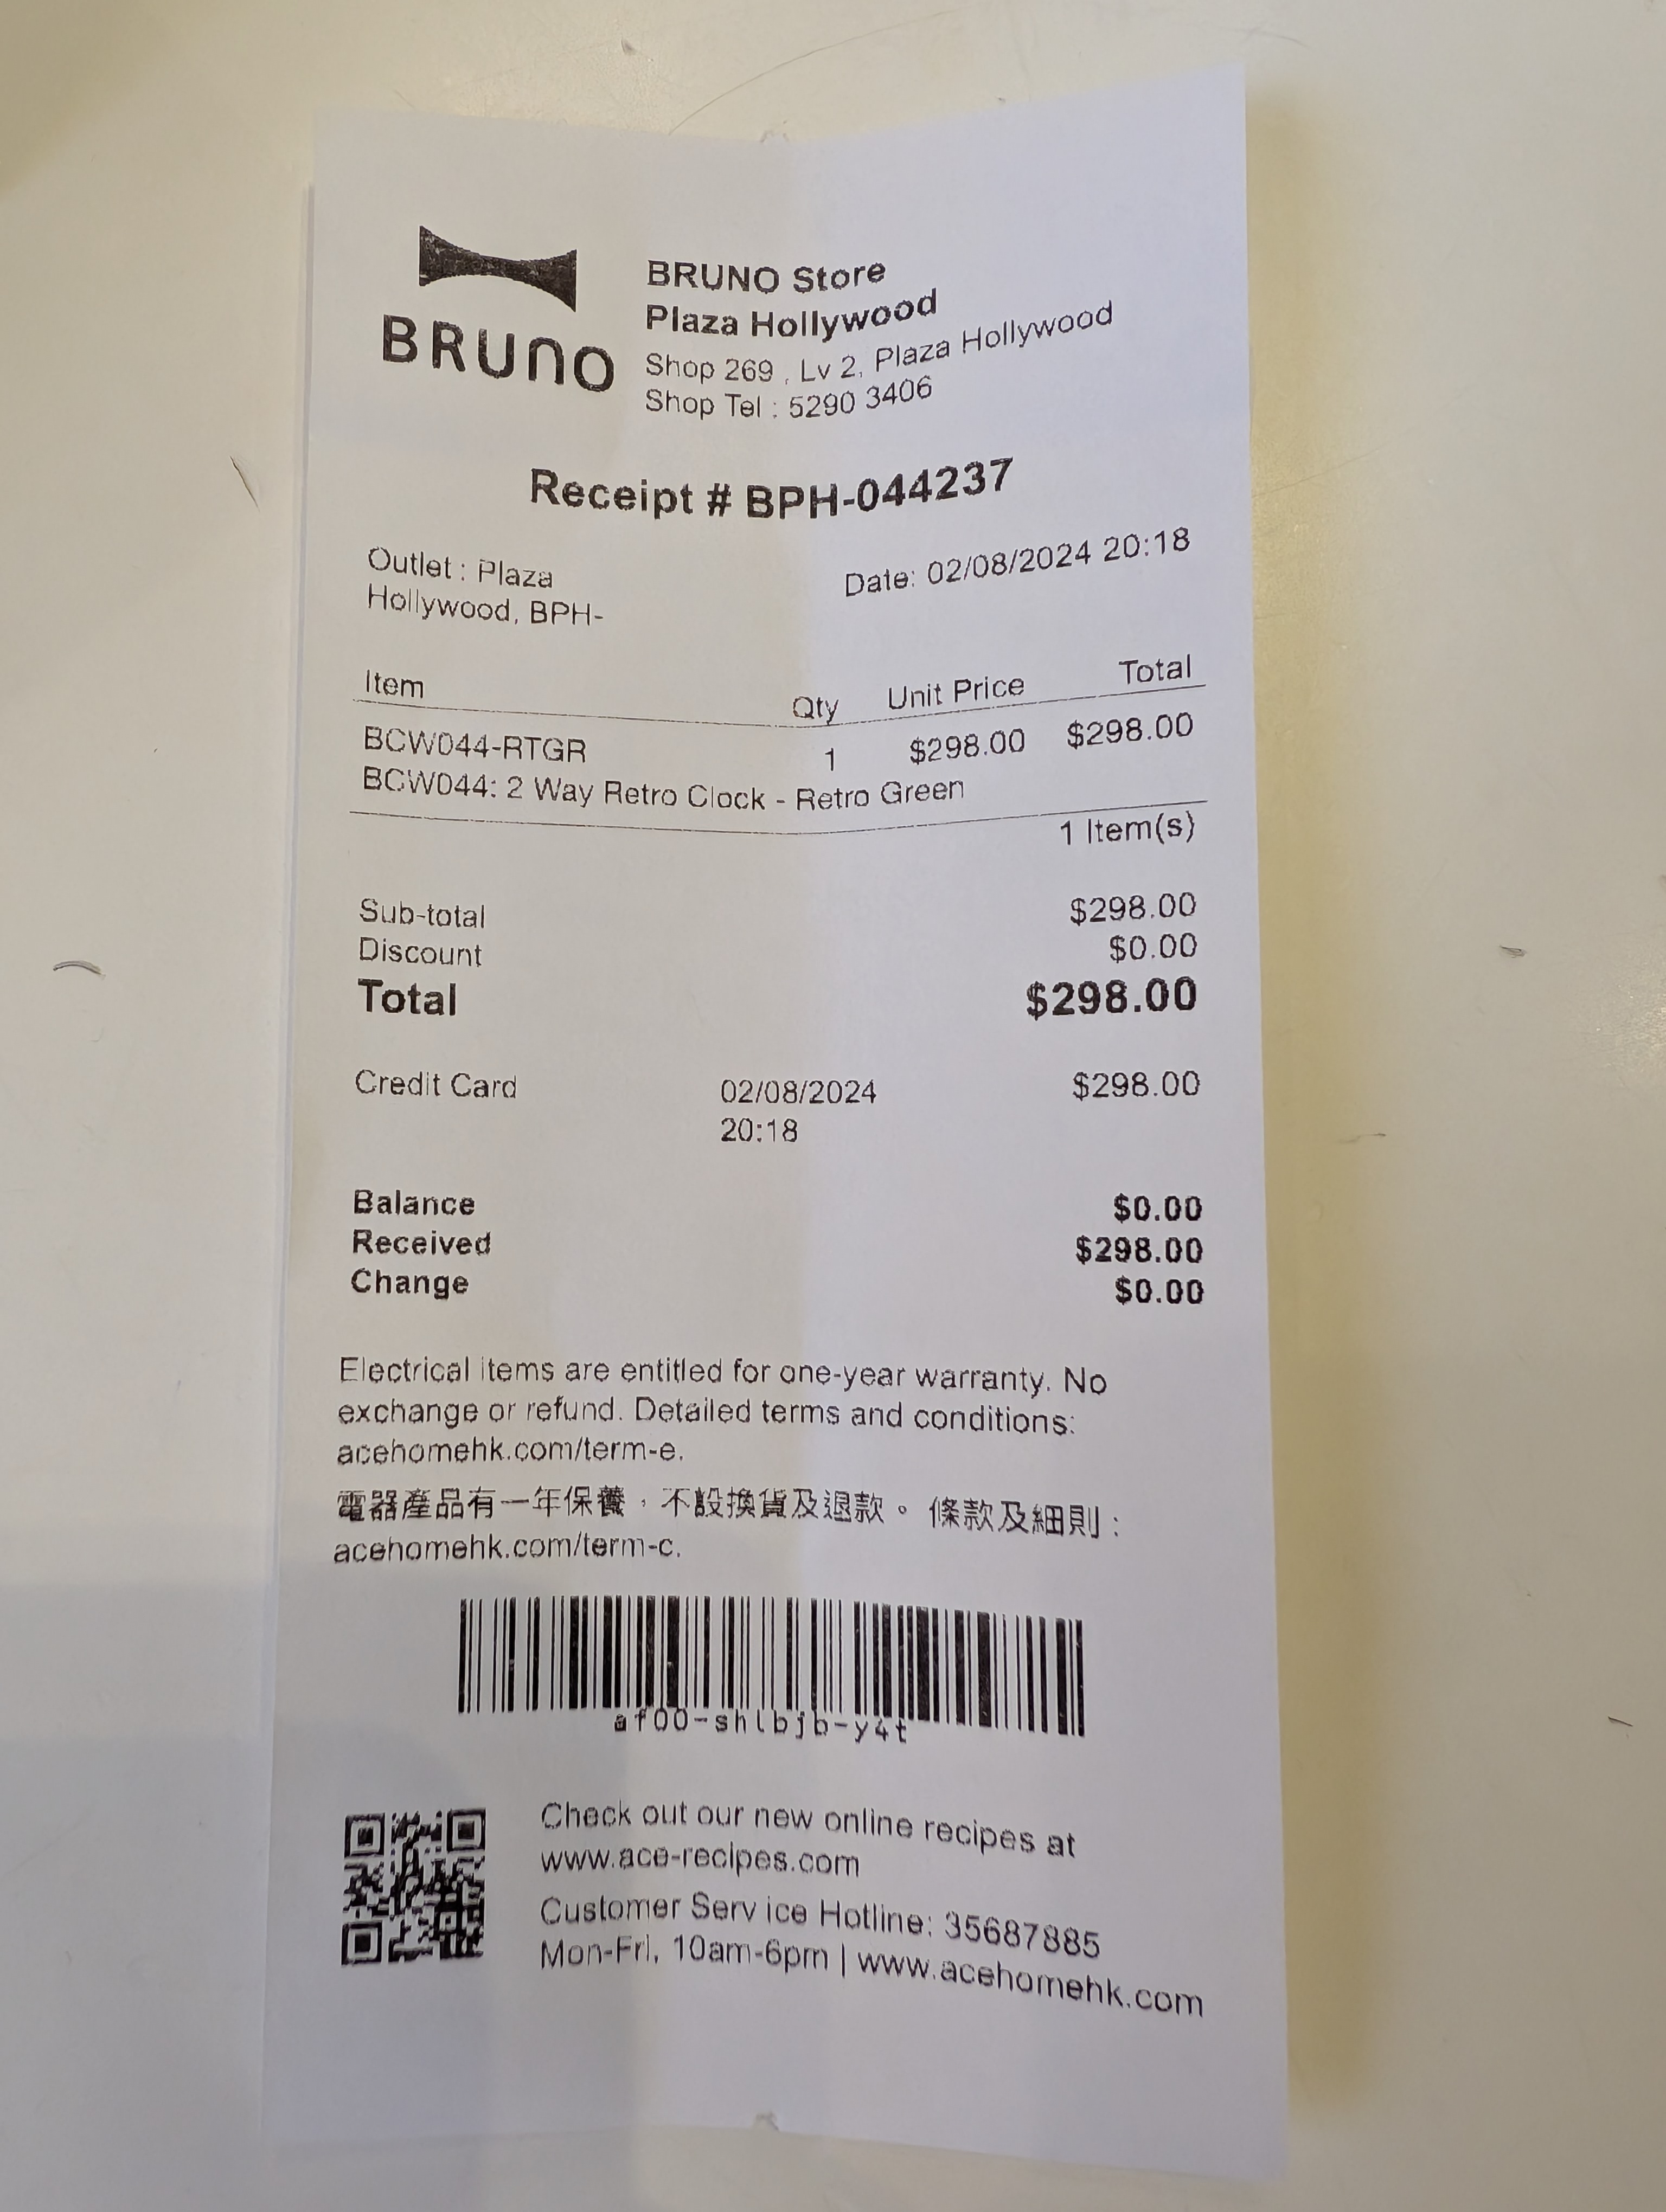 BRUNO
BRUNO Store
Plaza Hollywood
Shop 269 , Lv 2, Plaza Hollywood
Shop Tel : 5290 3406
Receipt # BPH-044237
Outlet : Plaza
Hollywood, BPH-
Date: 02/08/2024 20:18
Item Qty Unit Price Total
BCW044-RTGR 1 $298.00 $298.00
BCW044: 2 Way Retro Clock - Retro Green
1 Item(s)
Sub-total $298.00
Discount $0.00
Total $298.00
Credit Card 02/08/2024 $298.00
20:18
Balance $0.00
Received $298.00
Change $0.00
Electrical items are entitled for one-year warranty. No
exchange or refund. Detailed terms and conditions:
acehomehk.com/term-e.
電器產品有一年保養，不設換貨及退款。 條款及細則：
acehomehk.com/term-c.
af00-shlbjb-y4t
Check out our new online recipes at
www.ace-recipes.com
Customer Serv ice Hotline: 35687885
Mon-Fri, 10am-6pm | www.acehomehk.com